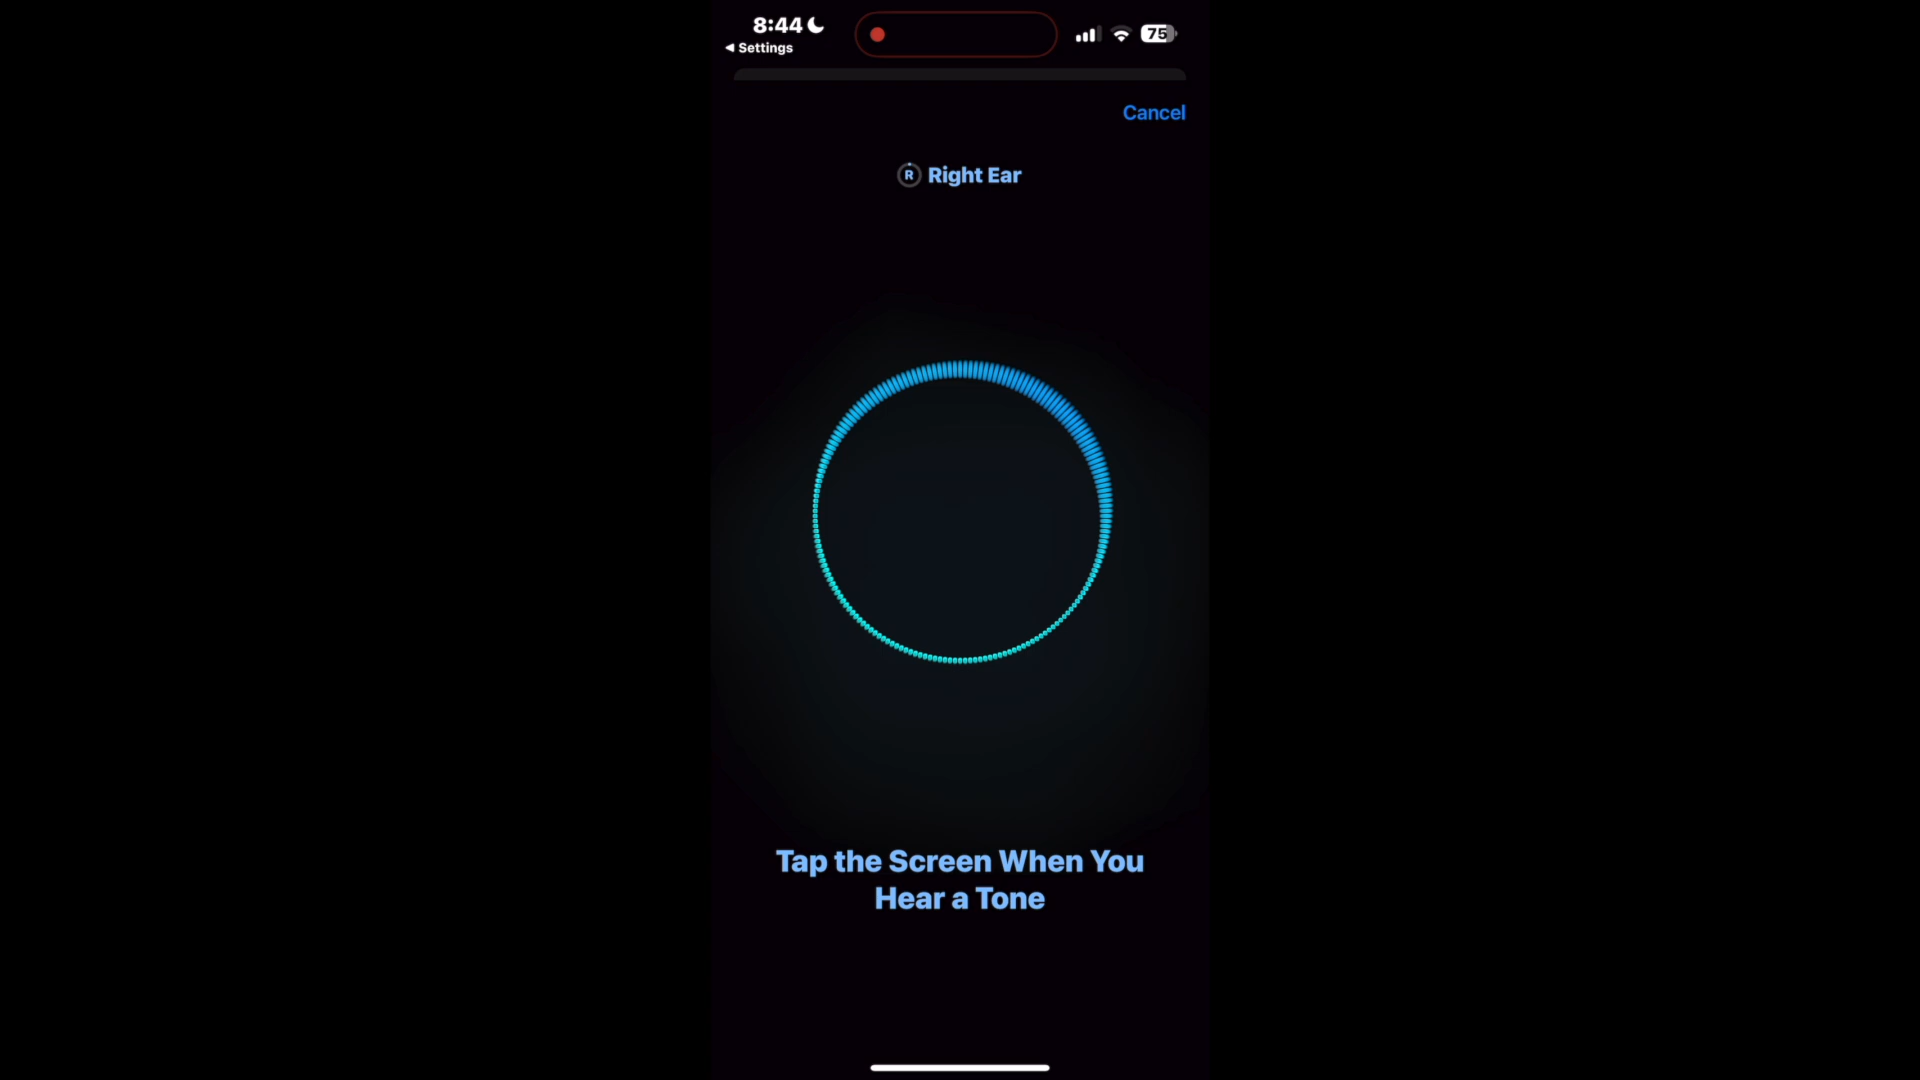 8:44
75
◀ Settings
Cancel
R Right Ear
Tap the Screen When You
Hear a Tone